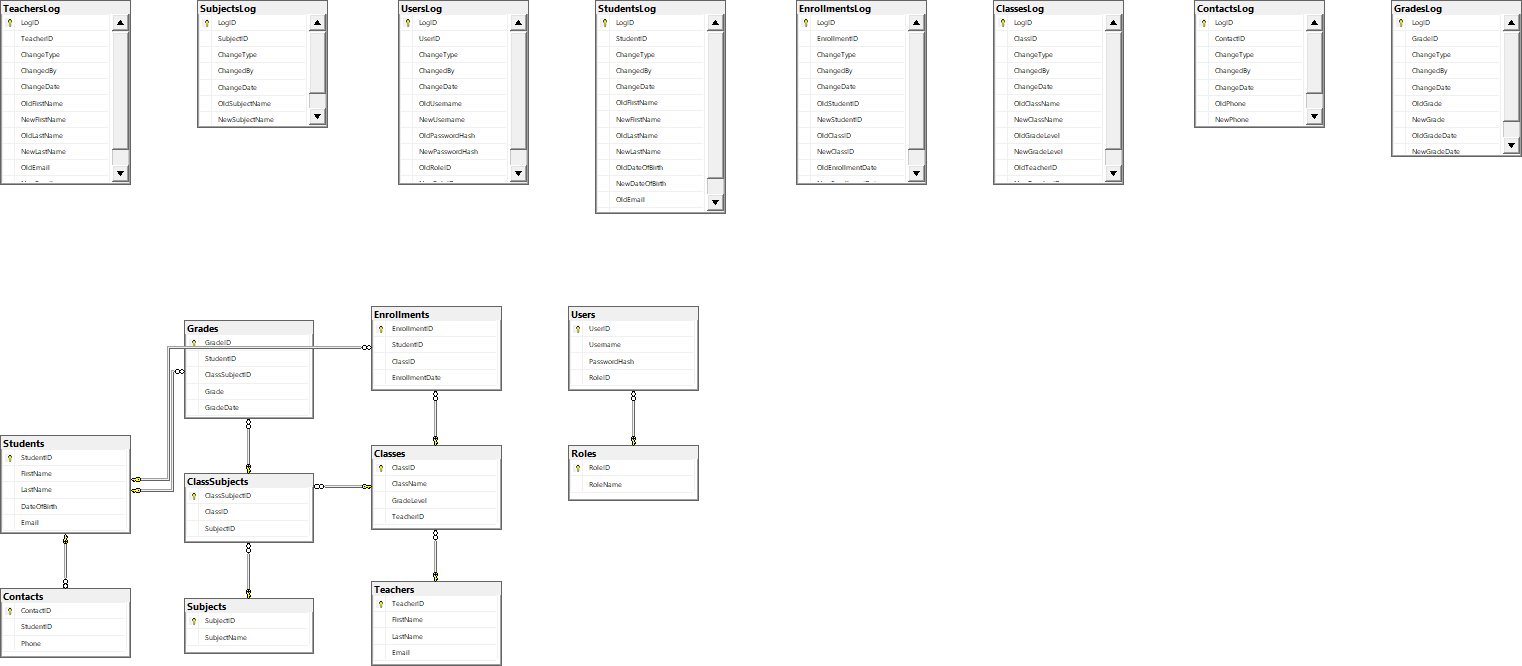 TeachersLog
LogID
TeacherID
ChangeType
ChangedBy
ChangeDate
OldFirstName
NewFirstName
OldLastName
NewLastName
OldEmail
SubjectsLog
LogID
SubjectID
ChangeType
ChangedBy
ChangeDate
OldSubjectName
NewSubjectName
UsersLog
LogID
UserID
ChangeType
ChangedBy
ChangeDate
OldUsername
NewUsername
OldPasswordHash
NewPasswordHash
OldRoleID
StudentsLog
LogID
StudentID
ChangeType
ChangedBy
ChangeDate
OldFirstName
NewFirstName
OldLastName
NewLastName
OldDateOfBirth
NewDateOfBirth
OldEmail
EnrollmentsLog
LogID
EnrollmentID
ChangeType
ChangedBy
ChangeDate
OldStudentID
NewStudentID
OldClassID
NewClassID
OldEnrollmentDate
ClassesLog
LogID
ClassID
ChangeType
ChangedBy
ChangeDate
OldClassName
NewClassName
OldGradeLevel
NewGradeLevel
OldTeacherID
ContactsLog
LogID
ContactID
ChangeType
ChangedBy
ChangeDate
OldPhone
NewPhone
GradesLog
LogID
GradeID
ChangeType
ChangedBy
ChangeDate
OldGrade
NewGrade
OldGradeDate
NewGradeDate
Students
StudentID
FirstName
LastName
DateOfBirth
Email
Contacts
ContactID
StudentID
Phone
Grades
GradeID
StudentID
ClassSubjectID
Grade
GradeDate
ClassSubjects
ClassSubjectID
ClassID
SubjectID
Subjects
SubjectID
SubjectName
Enrollments
EnrollmentID
StudentID
ClassID
EnrollmentDate
Classes
ClassID
ClassName
GradeLevel
TeacherID
Teachers
TeacherID
FirstName
LastName
Email
Users
UserID
Username
PasswordHash
RoleID
Roles
RoleID
RoleName